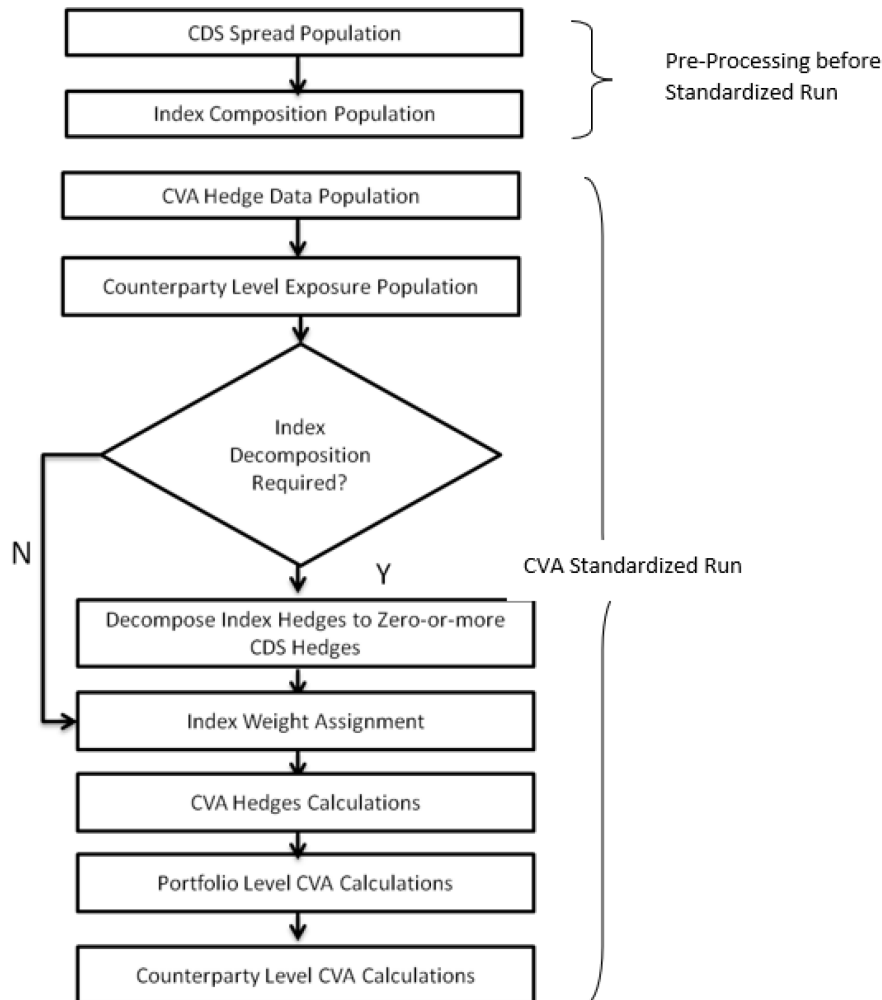 CDS Spread Population
Pre-Processing before
Standardized Run
Index Composition Population
CVA Hedge Data Population
Counterparty Level Exposure Population
Index
Decomposition
Required?
N
Y
CVA Standardized Run
Decompose Index Hedges to Zero-or-more
CDS Hedges
Index Weight Assignment
CVA Hedges Calculations
Portfolio Level CVA Calculations
Counterparty Level CVA Calculations